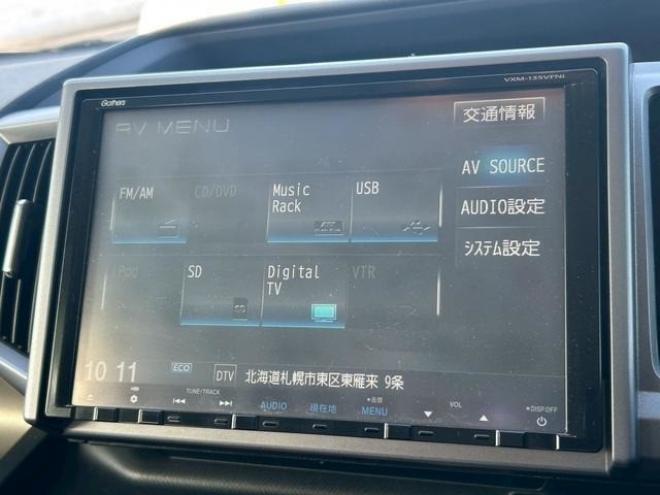 VXM-135VFNi
Gathers
AV MENU
交通情報
FM/AM
CD/DVD
Music
Rack
USB
AV SOURCE
AUDIO設定
システム設定
iPod
SD
Digital
TV
VTR
10 11
ECO
DTV
北海道札幌市東区東雁来 9条
TUNE/TRACK
AUDIO
現在地
MENU
VOL
DISP.OFF